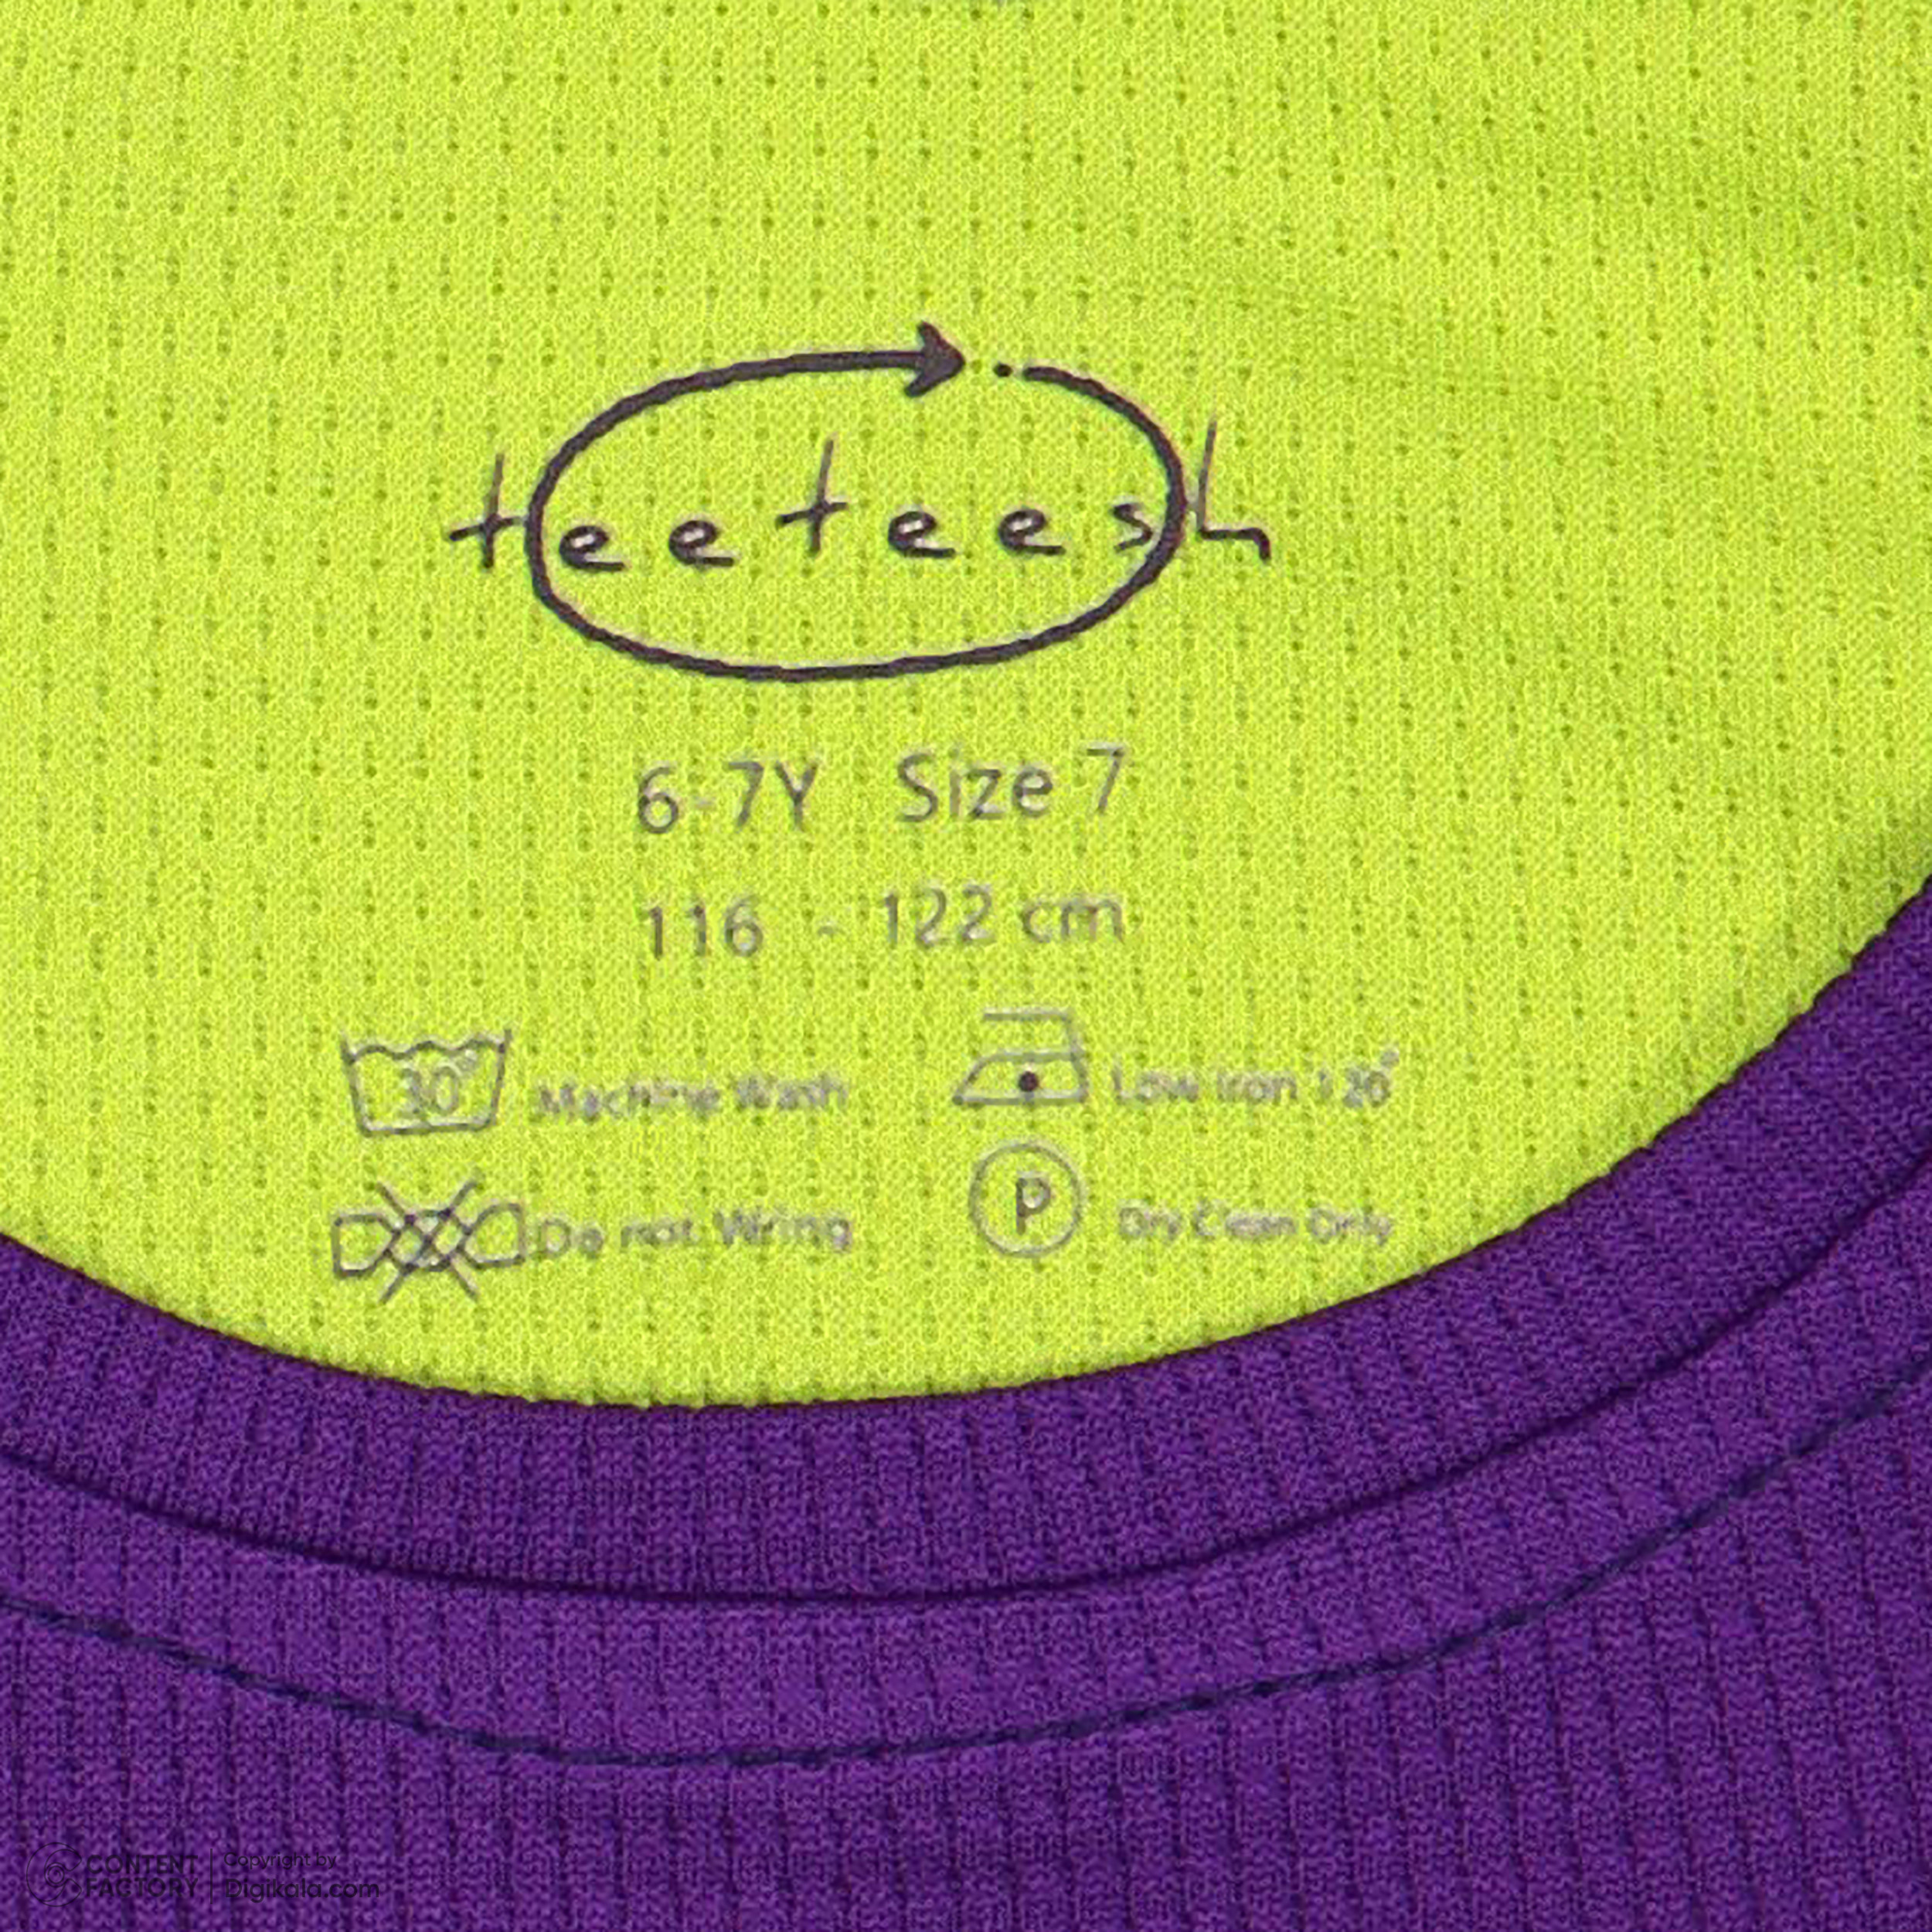 teeteesh
6-7Y Size 7
116 - 122 cm
30° Machine Wash
Low Iron 120°
Do not Wring
P Dry Clean Only
CONTENT FACTORY
Copyright by
Digikala.com